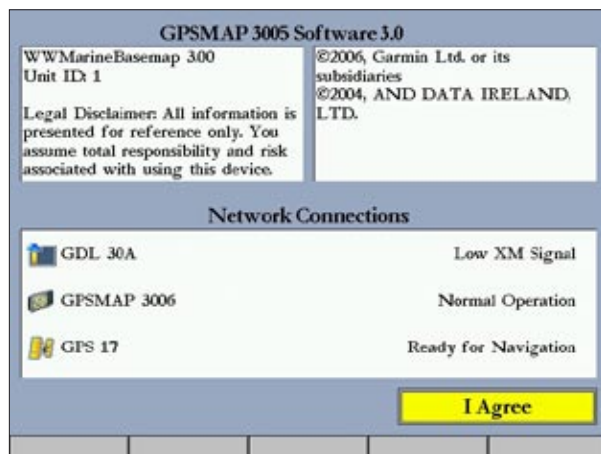 GPSMAP 3005 Software 3.0
WWMarineBasemap 3.00
Unit ID: 1
Legal Disclaimer: All information is
presented for reference only. You
assume total responsibility and risk
associated with using this device.
©2006, Garmin Ltd. or its
subsidiaries
©2004, AND DATA IRELAND,
LTD.
Network Connections
GDL 30A Low XM Signal
GPSMAP 3006 Normal Operation
GPS 17 Ready for Navigation
I Agree